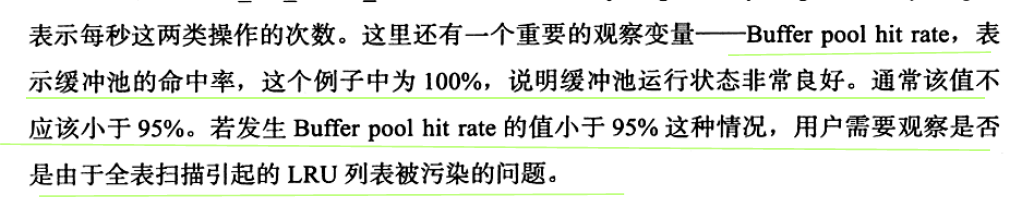 表示每秒这两类操作的次数。这里还有一个重要的观察变量——Buffer pool hit rate，表
示缓冲池的命中率，这个例子中为 100%，说明缓冲池运行状态非常良好。通常该值不
应该小于 95%。若发生 Buffer pool hit rate 的值小于 95% 这种情况，用户需要观察是否
是由于全表扫描引起的 LRU 列表被污染的问题。